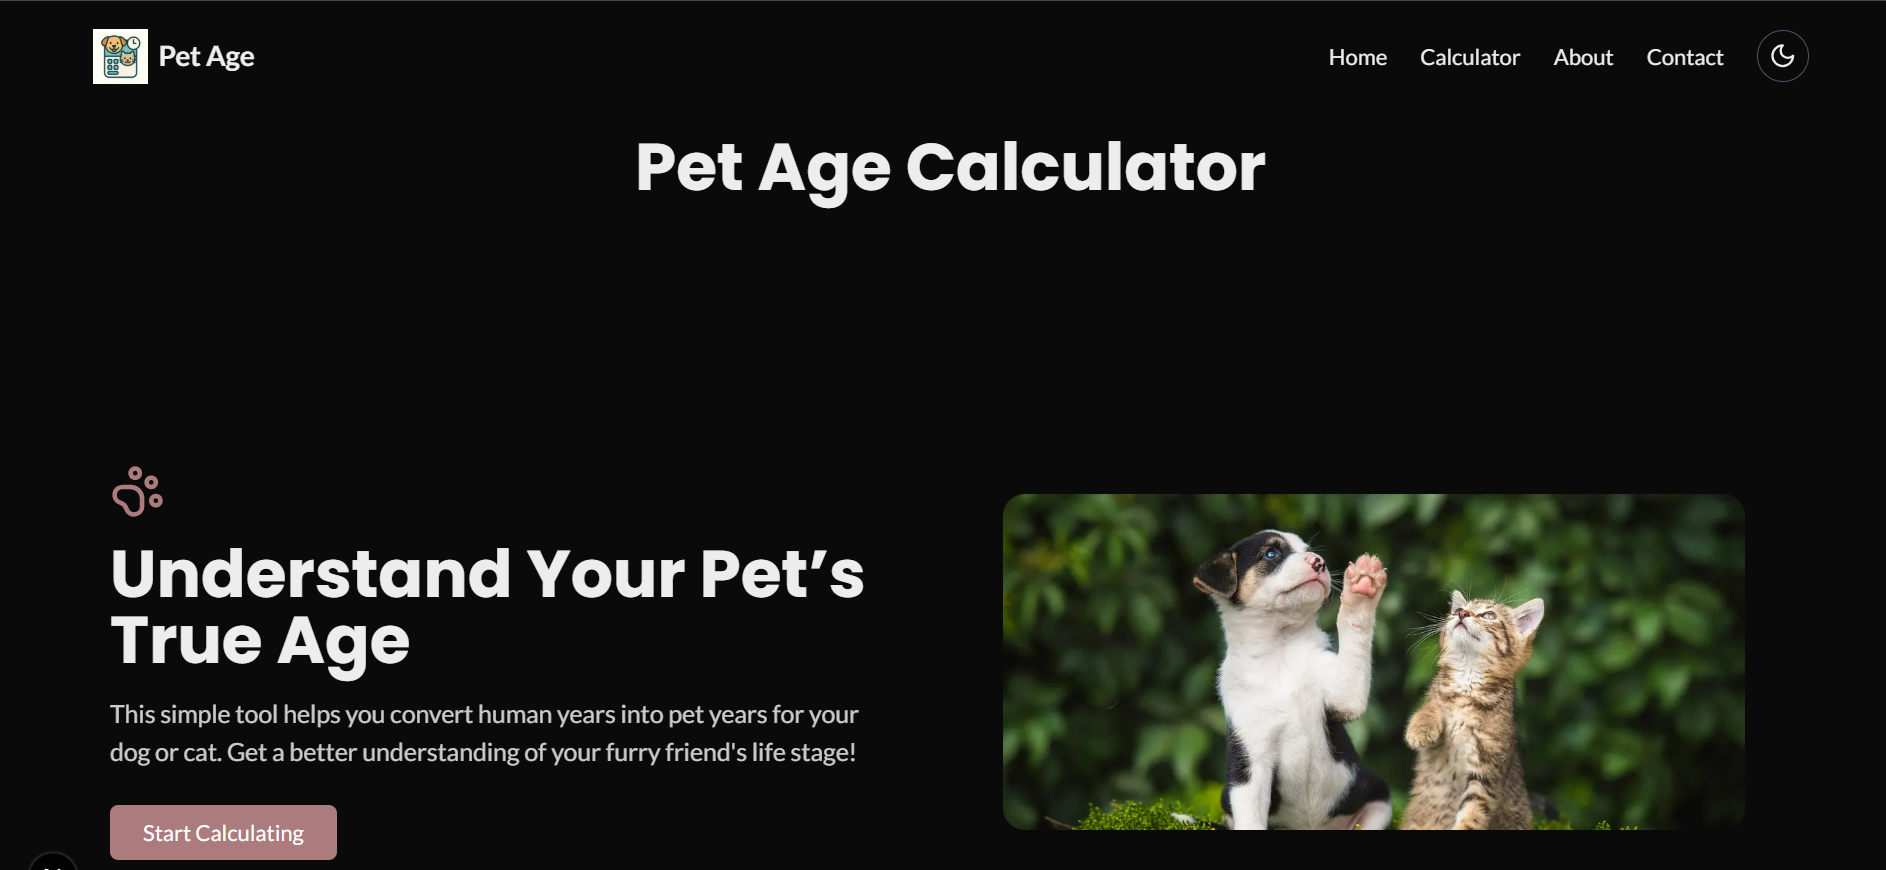 Pet Age
Home
Calculator
About
Contact
Pet Age Calculator
Understand Your Pet’s
True Age
This simple tool helps you convert human years into pet years for your
dog or cat. Get a better understanding of your furry friend's life stage!
Start Calculating